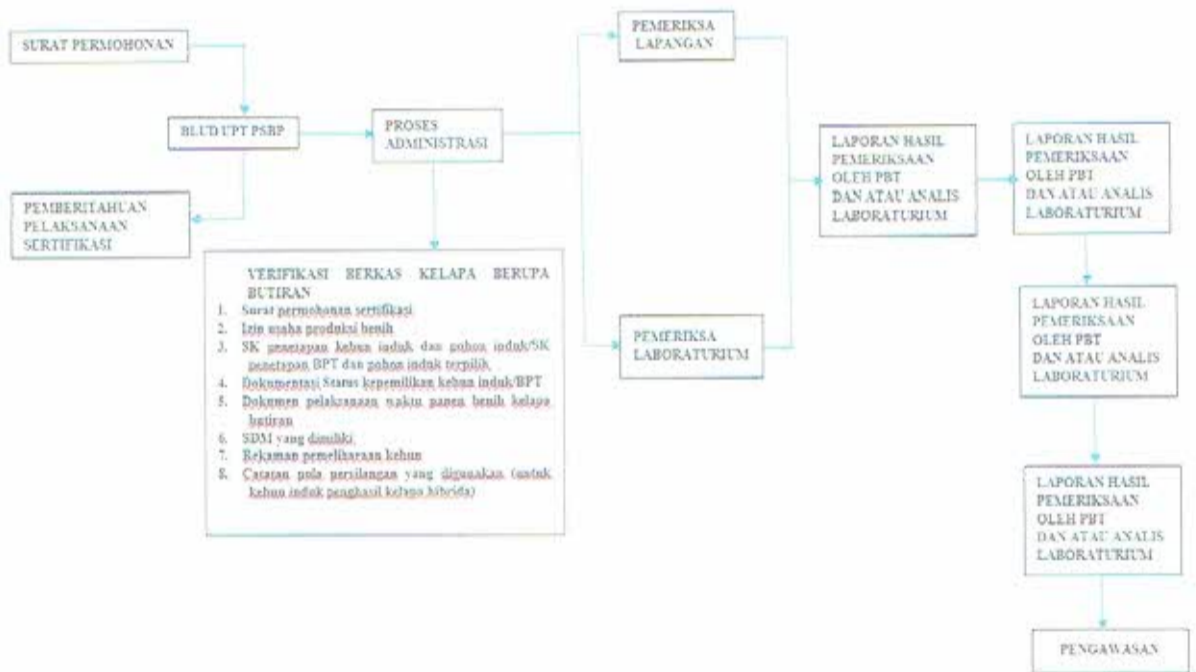 SURAT PERMOHONAN
BLUD UPT PSBP
PEMBERITAHUAN
PELAKSANAAN
SERTIFIKASI
PROSES
ADMINISTRASI
VERIFIKASI BERKAS KELAPA BERUPA
BUTIRAN
1. Surat permohonan sertifikasi
2. Izin usaha produksi benih
3. SK penetapan kebun induk dan pohon induk/SK
penetapan BPT dan pohon induk terpilih
4. Dokumentasi Status kepemilikan kebun induk/BPT
5. Dokumen pelaksanaan waktu panen benih kelapa
butiran
6. SDM yang dimiliki
7. Rekaman pemeliharaan kebun
8. Catatan pola persilangan yang digunakan (untuk
kebun induk penghasil kelapa hibrida)
PEMERIKSA
LAPANGAN
PEMERIKSA
LABORATURIUM
LAPORAN HASIL
PEMERIKSAAN
OLEH PBT
DAN ATAU ANALIS
LABORATURIUM
LAPORAN HASIL
PEMERIKSAAN
OLEH PBT
DAN ATAU ANALIS
LABORATURIUM
LAPORAN HASIL
PEMERIKSAAN
OLEH PBT
DAN ATAU ANALIS
LABORATURIUM
LAPORAN HASIL
PEMERIKSAAN
OLEH PBT
DAN ATAU ANALIS
LABORATURIUM
PENGAWASAN